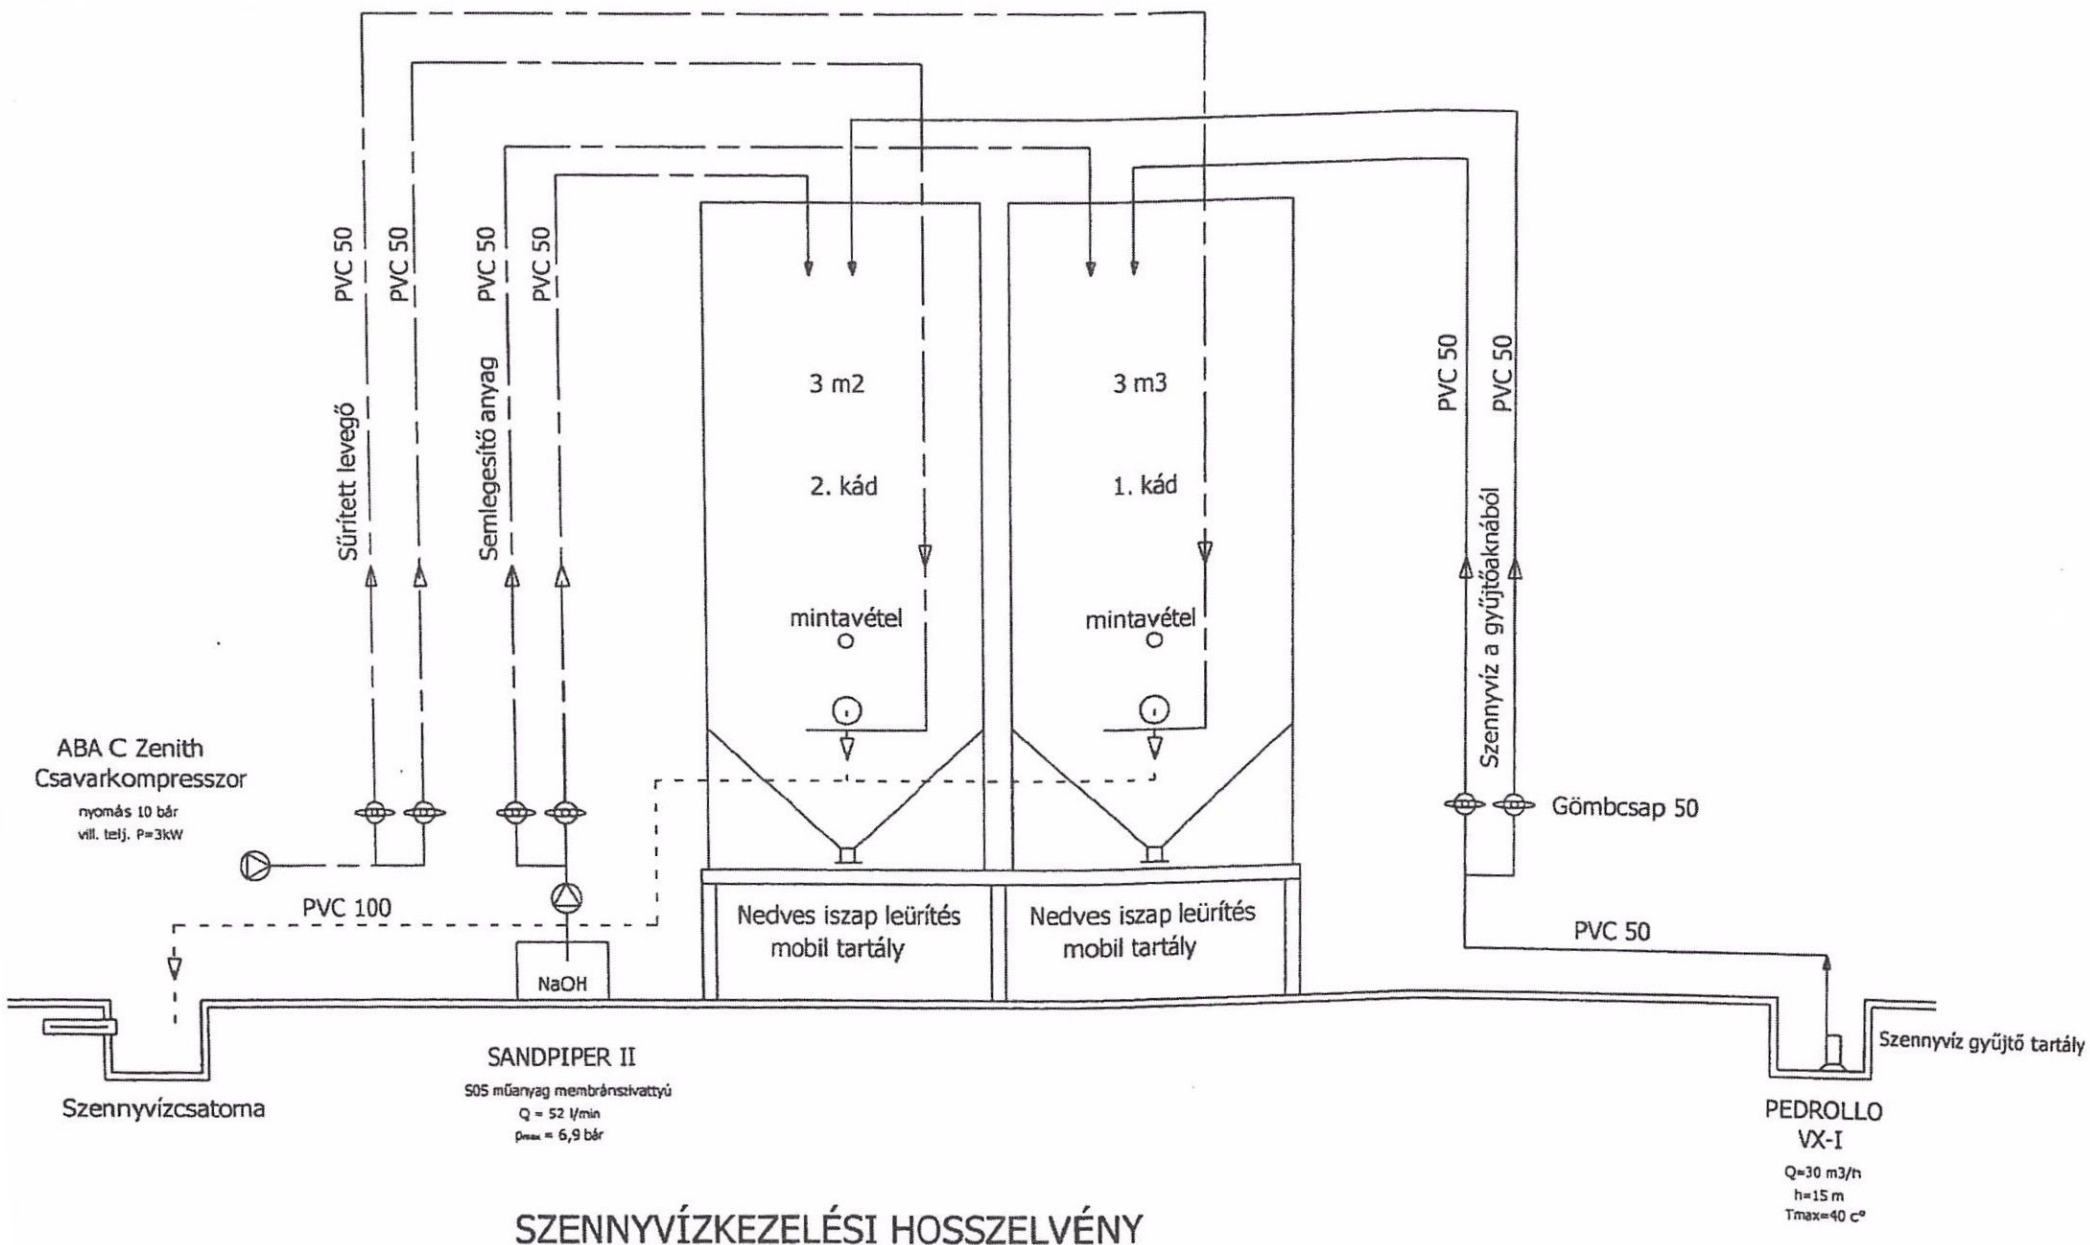 PVC 50
PVC 50
PVC 50
PVC 50
Sűrített levegő
Semlegesítő anyag
3 m2
3 m3
2. kád
1. kád
mintavétel
mintavétel
PVC 50
PVC 50
Szennyvíz a gyűjtőaknából
ABA C Zenith
Csavarkompresszor
nyomás 10 bár
vill. telj. P=3kW
Gömbcsap 50
PVC 100
Nedves iszap leürítés
mobil tartály
Nedves iszap leürítés
mobil tartály
PVC 50
NaOH
Szennyvízcsatorna
SANDPIPER II
S05 műanyag membránszivattyú
Q = 52 l/min
pmax = 6,9 bár
Szennyvíz gyűjtő tartály
PEDROLLO
VX-I
Q=30 m3/h
h=15 m
Tmax=40 c°
SZENNYVÍZKEZELÉSI HOSSZELVÉNY